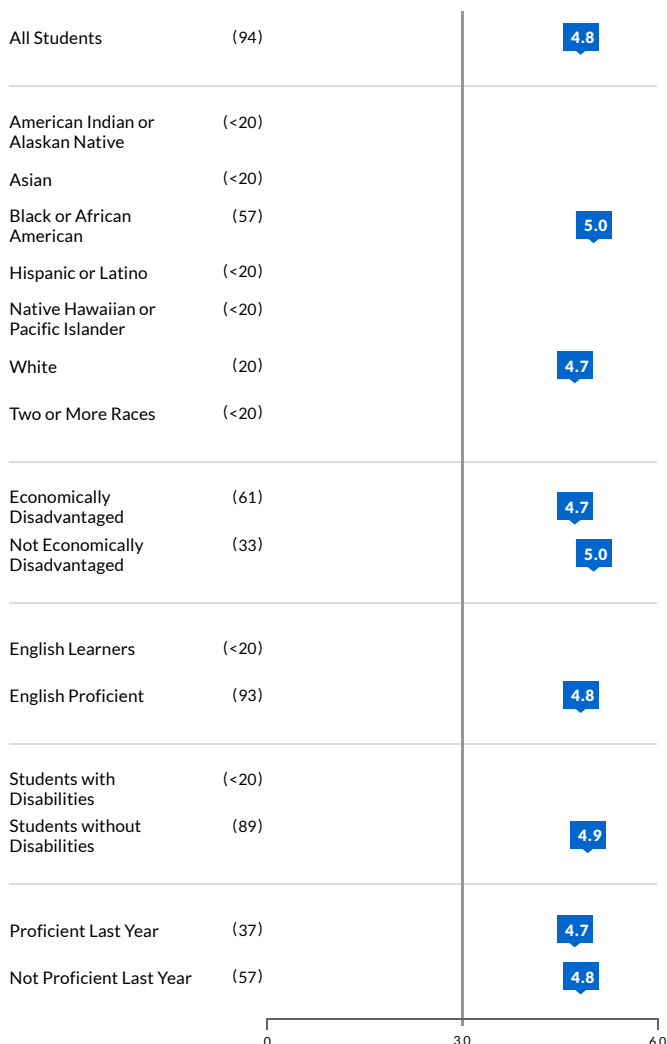 All Students (94) 4.8
American Indian or (<20)
Alaskan Native
Asian (<20)
Black or African (57) 5.0
American
Hispanic or Latino (<20)
Native Hawaiian or (<20)
Pacific Islander
White (20) 4.7
Two or More Races (<20)
Economically (61) 4.7
Disadvantaged
Not Economically (33) 5.0
Disadvantaged
English Learners (<20)
English Proficient (93) 4.8
Students with (<20)
Disabilities
Students without (89) 4.9
Disabilities
Proficient Last Year (37) 4.7
Not Proficient Last Year (57) 4.8
0 3.0 6.0